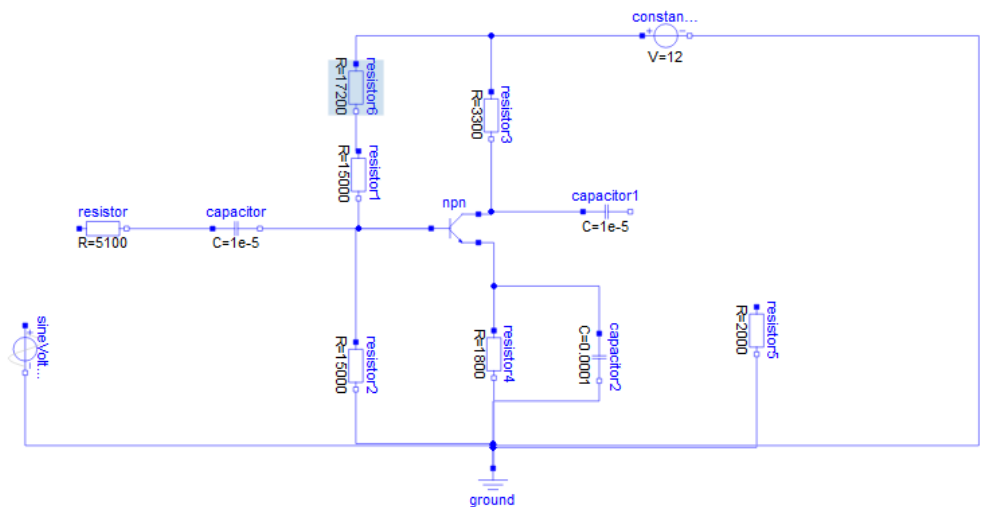 constan...
+
-
V=12
resistor6
R=17200
resistor3
R=3300
resistor1
R=15000
npn
capacitor1
C=1e-5
resistor
R=5100
capacitor
C=1e-5
sineVolt...
+
-
resistor2
R=15000
resistor4
R=1800
capacitor2
C=0.0001
resistor5
R=2000
ground